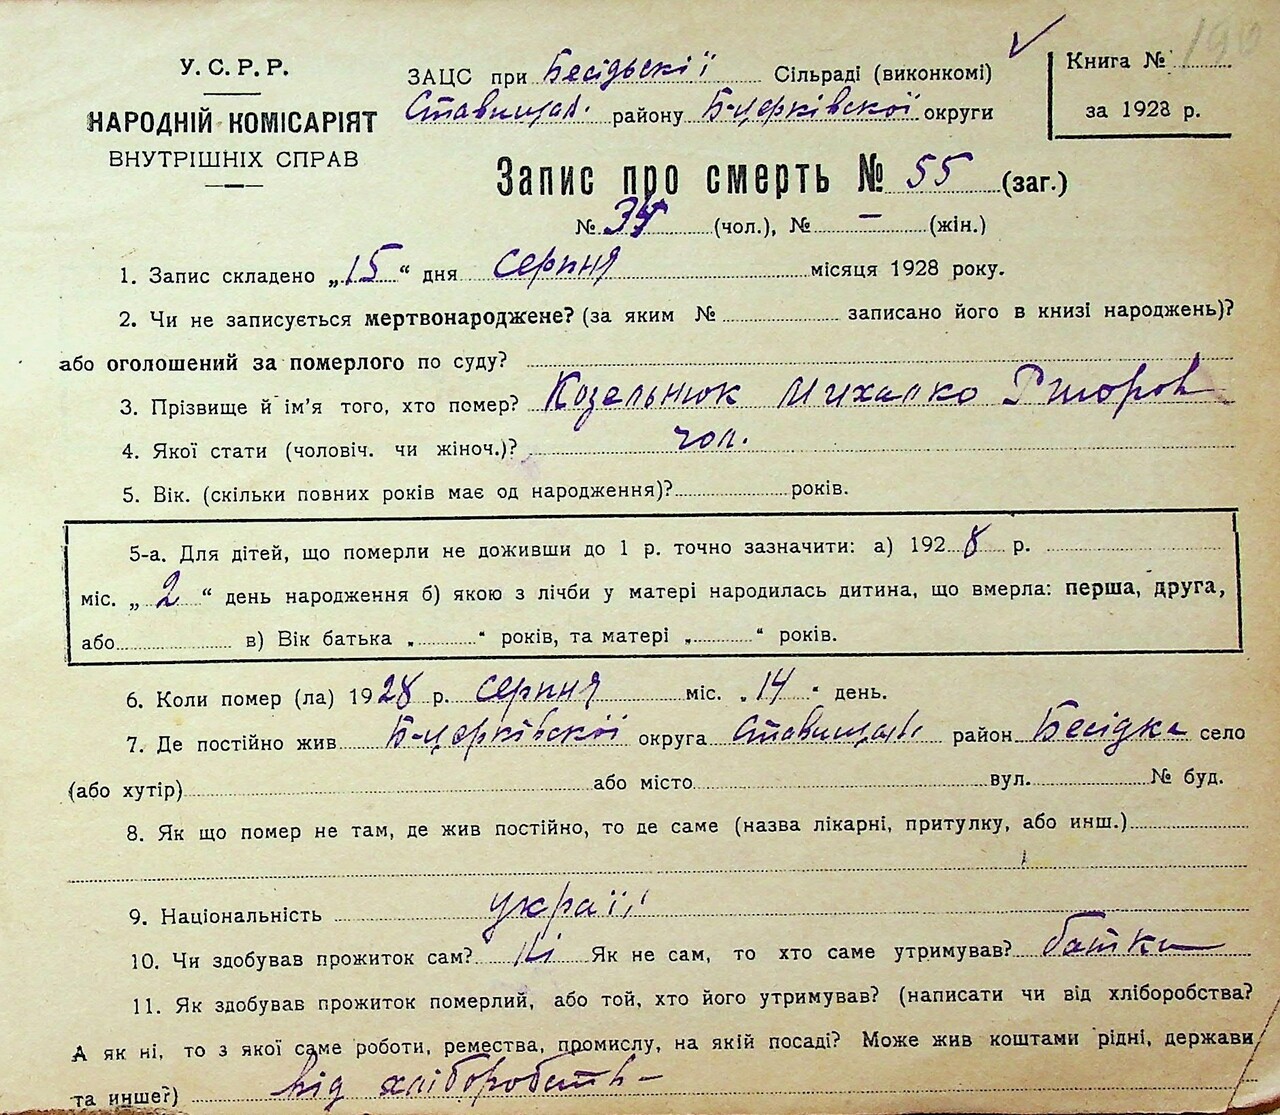 У. С. Р. Р.
НАРОДНІЙ КОМІСАРІЯТ
ВНУТРІШНІХ СПРАВ
ЗАЦС при Бесідьскії Сільраді (виконкомі)
Ставищан. району Б-церківскої округи
Книга №
за 1928 р.
Запис про смерть № 55 (заг.)
№ (чол.), № – (жін.)
1. Запис складено „15“ дня серпня місяця 1928 року.
2. Чи не записується мертвонароджене? (за яким № записано його в книзі народжень)?
або оголошений за померлого по суду?
3. Прізвище й ім'я того, хто помер? Козельнюк Михалко
4. Якої стати (чоловіч. чи жіноч.)? чол.
5. Вік. (скільки повних років має од народження)? років.
5-а. Для дітей, що померли не доживши до 1 р. точно зазначити: а) 1928 р.
міс. „2“ день народження б) якою з лічби у матері народилась дитина, що вмерла: перша, друга,
або в) Вік батька „ “ років, та матері „ “ років.
6. Коли помер (ла) 1928 р. серпня міс. „14“ день.
7. Де постійно жив Б-церківскої округа район Бесідка село
(або хутір) або місто вул. № буд.
8. Як що помер не там, де жив постійно, то де саме (назва лікарні, притулку, або инш.)
9. Національність україї
10. Чи здобував прожиток сам? Ні Як не сам, то хто саме утримував? батки
11. Як здобував прожиток померлий, або той, хто його утримував? (написати чи від хліборобства?
А як ні, то з якої саме роботи, ремества, промислу, на якій посаді? Може жив коштами рідні, держави
та инше?) від хліборобств-